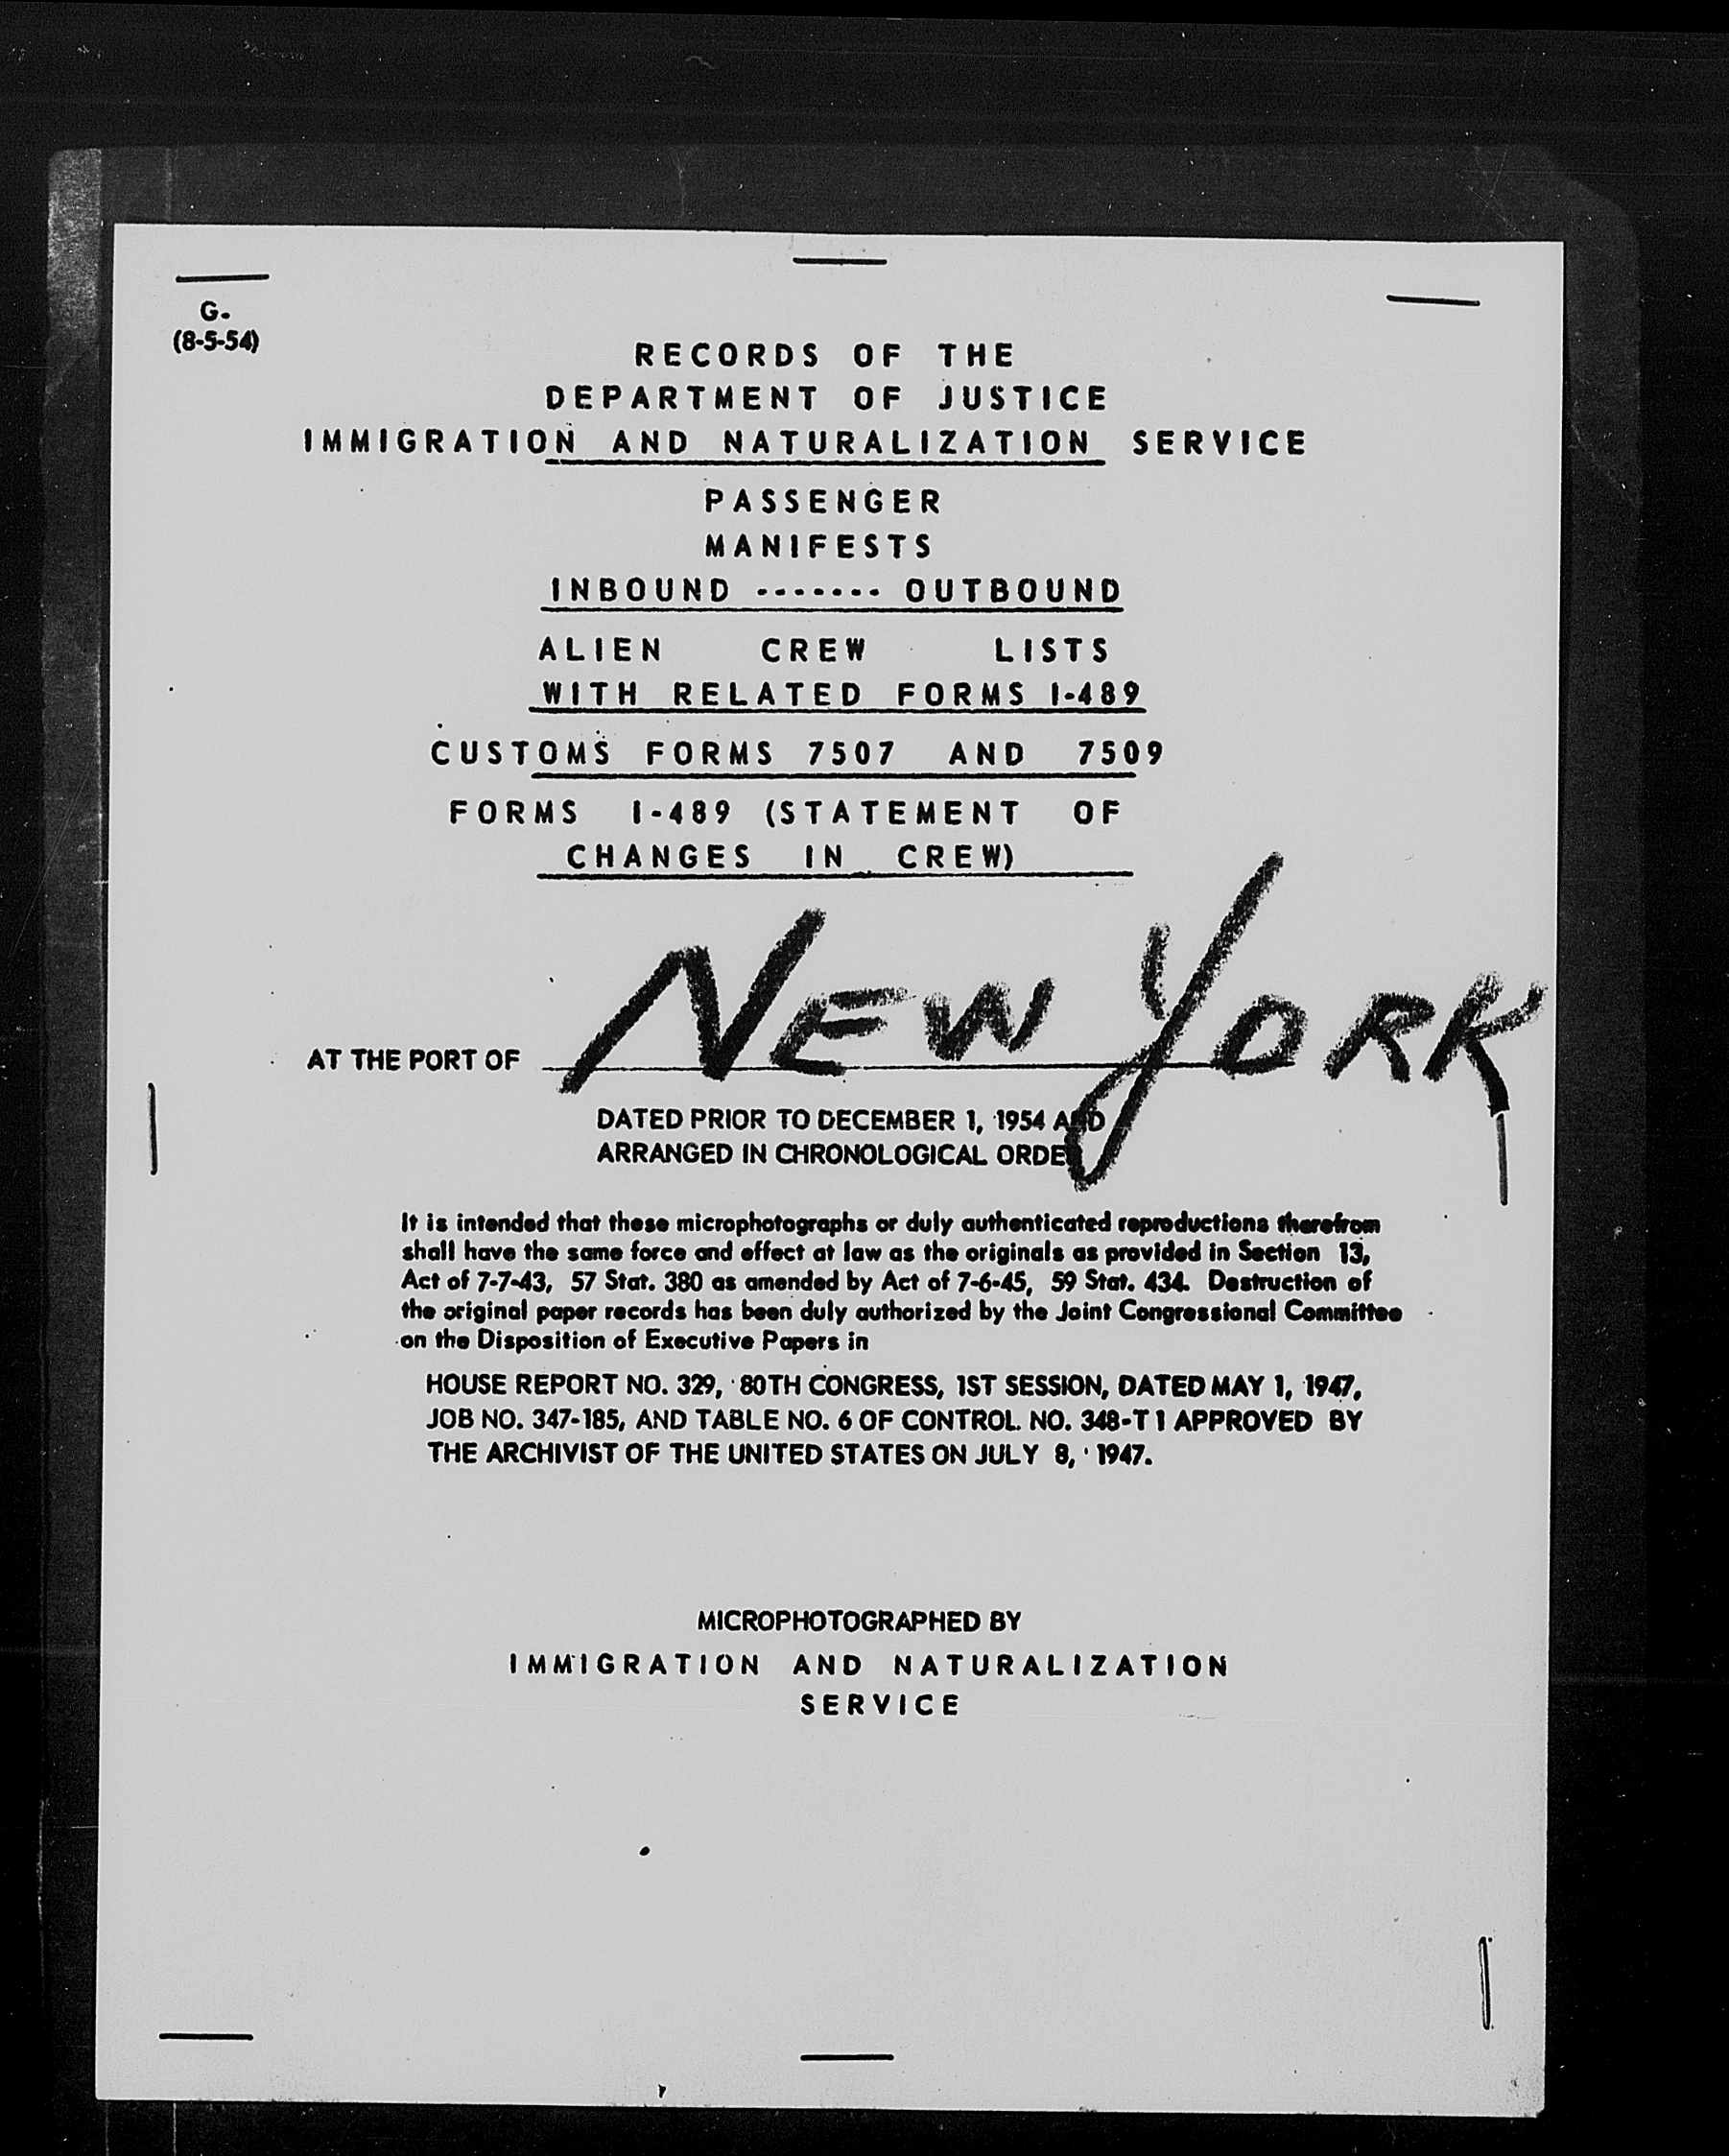 G.
(8-5-54)
RECORDS OF THE
DEPARTMENT OF JUSTICE
IMMIGRATION AND NATURALIZATION SERVICE
PASSENGER
MANIFESTS
INBOUND ------- OUTBOUND
ALIEN CREW LISTS
WITH RELATED FORMS I-489
CUSTOMS FORMS 7507 AND 7509
FORMS I-489 (STATEMENT OF
CHANGES IN CREW)
AT THE PORT OF NEW YORK
DATED PRIOR TO DECEMBER 1, 1954 AND
ARRANGED IN CHRONOLOGICAL ORDER
It is intended that these microphotographs or duly authenticated reproductions therefrom
shall have the same force and effect at law as the originals as provided in Section 13,
Act of 7-7-43, 57 Stat. 380 as amended by Act of 7-6-45, 59 Stat. 434. Destruction of
the original paper records has been duly authorized by the Joint Congressional Committee
on the Disposition of Executive Papers in
HOUSE REPORT NO. 329, 80TH CONGRESS, 1ST SESSION, DATED MAY 1, 1947,
JOB NO. 347-185, AND TABLE NO. 6 OF CONTROL NO. 348-T1 APPROVED BY
THE ARCHIVIST OF THE UNITED STATES ON JULY 8, 1947.
MICROPHOTOGRAPHED BY
IMMIGRATION AND NATURALIZATION
SERVICE